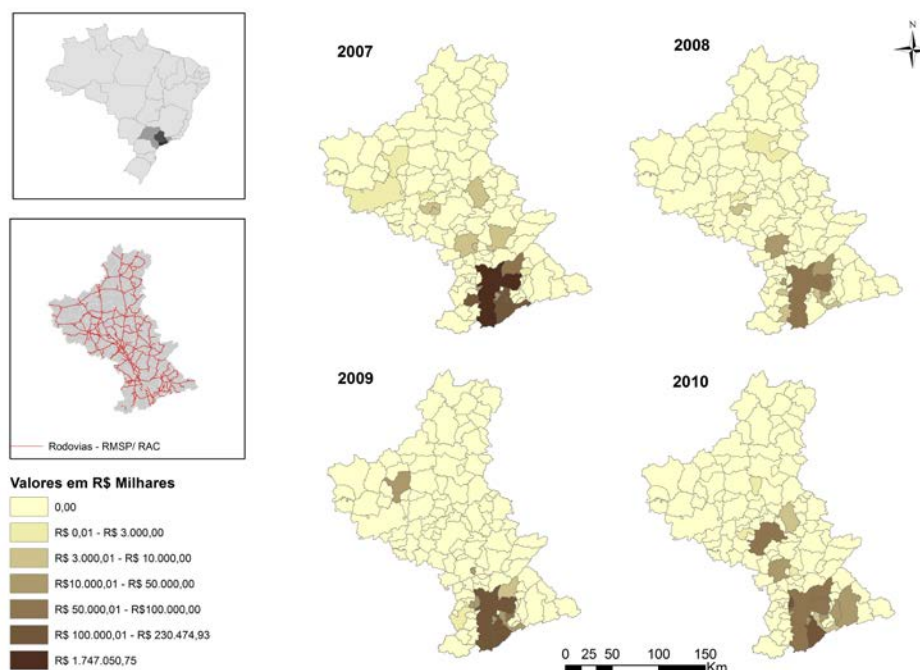 N
2007
2008
2009
2010
Rodovias - RMSP/ RAC
Valores em R$ Milhares
0,00
R$ 0,01 - R$ 3.000,00
R$ 3.000,01 - R$ 10.000,00
R$10.000,01 - R$ 50.000,00
R$ 50.000,01 - R$100.000,00
R$ 100.000,01 - R$ 230.474,93
R$ 1.747.050,75
0 25 50 100 150
Km